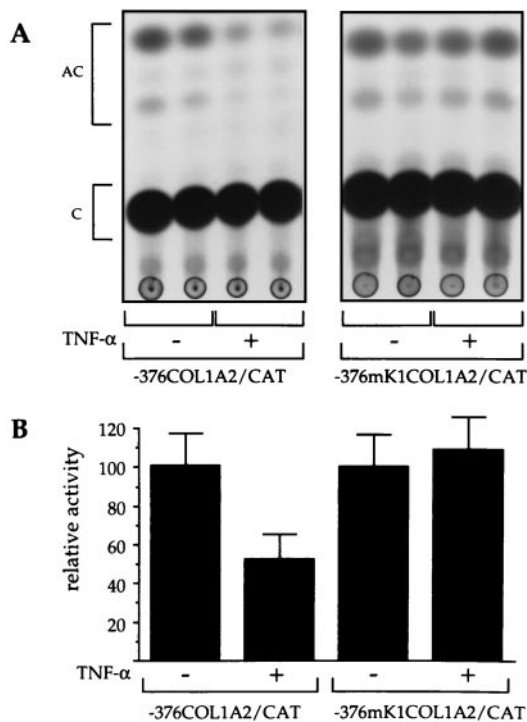 A
AC
C
TNF-α - + - +
-376COL1A2/CAT -376mK1COL1A2/CAT
B
relative activity
120
100
80
60
40
20
TNF-α - + - +
-376COL1A2/CAT -376mK1COL1A2/CAT